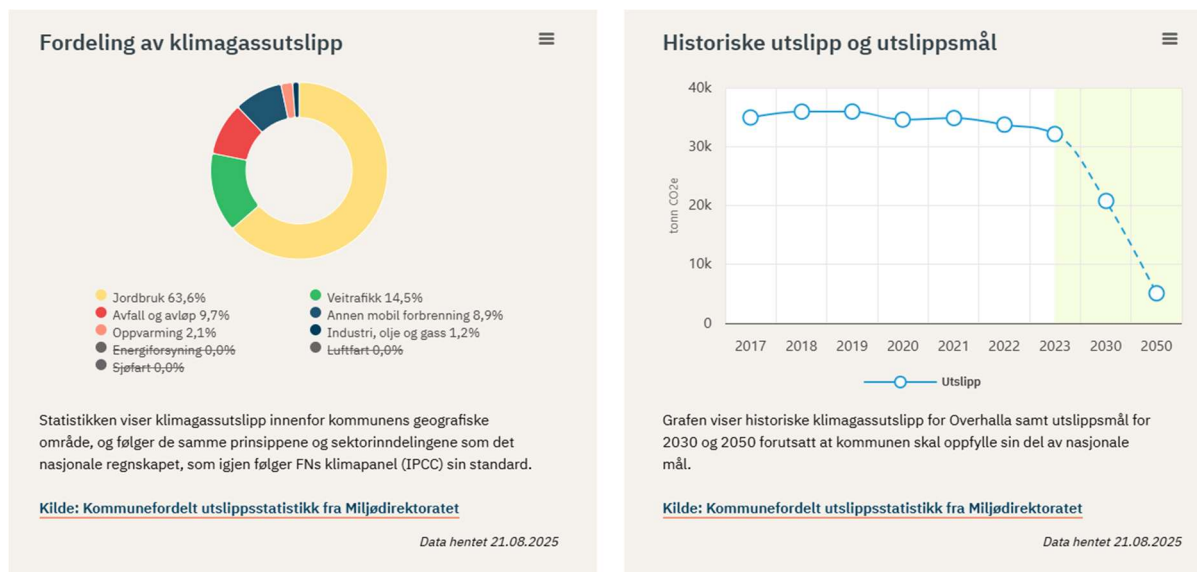 Fordeling av klimagassutslipp
Jordbruk 63,6%
Veitrafikk 14,5%
Avfall og avløp 9,7%
Annen mobil forbrenning 8,9%
Oppvarming 2,1%
Industri, olje og gass 1,2%
Energiforsyning 0,0%
Luftfart 0,0%
Sjøfart 0,0%
Statistikken viser klimagassutslipp innenfor kommunens geografiske
område, og følger de samme prinsippene og sektorinndelingene som det
nasjonale regnskapet, som igjen følger FNs klimapanel (IPCC) sin standard.
Kilde: Kommunefordelt utslippsstatistikk fra Miljødirektoratet
Data hentet 21.08.2025
Historiske utslipp og utslippsmål
40k
30k
20k
10k
0
tonn CO2e
2017 2018 2019 2020 2021 2022 2023 2030 2050
Utslipp
Grafen viser historiske klimagassutslipp for Overhalla samt utslippsmål for
2030 og 2050 forutsatt at kommunen skal oppfylle sin del av nasjonale
mål.
Kilde: Kommunefordelt utslippsstatistikk fra Miljødirektoratet
Data hentet 21.08.2025